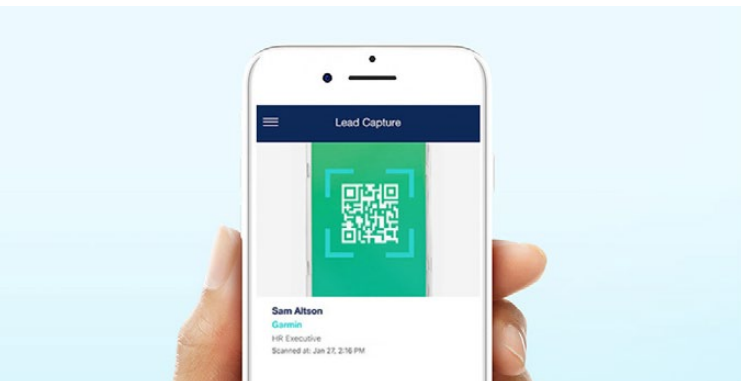 Lead Capture
Sam Altson
Garmin
HR Executive
Scanned at: Jan 27, 2:16 PM